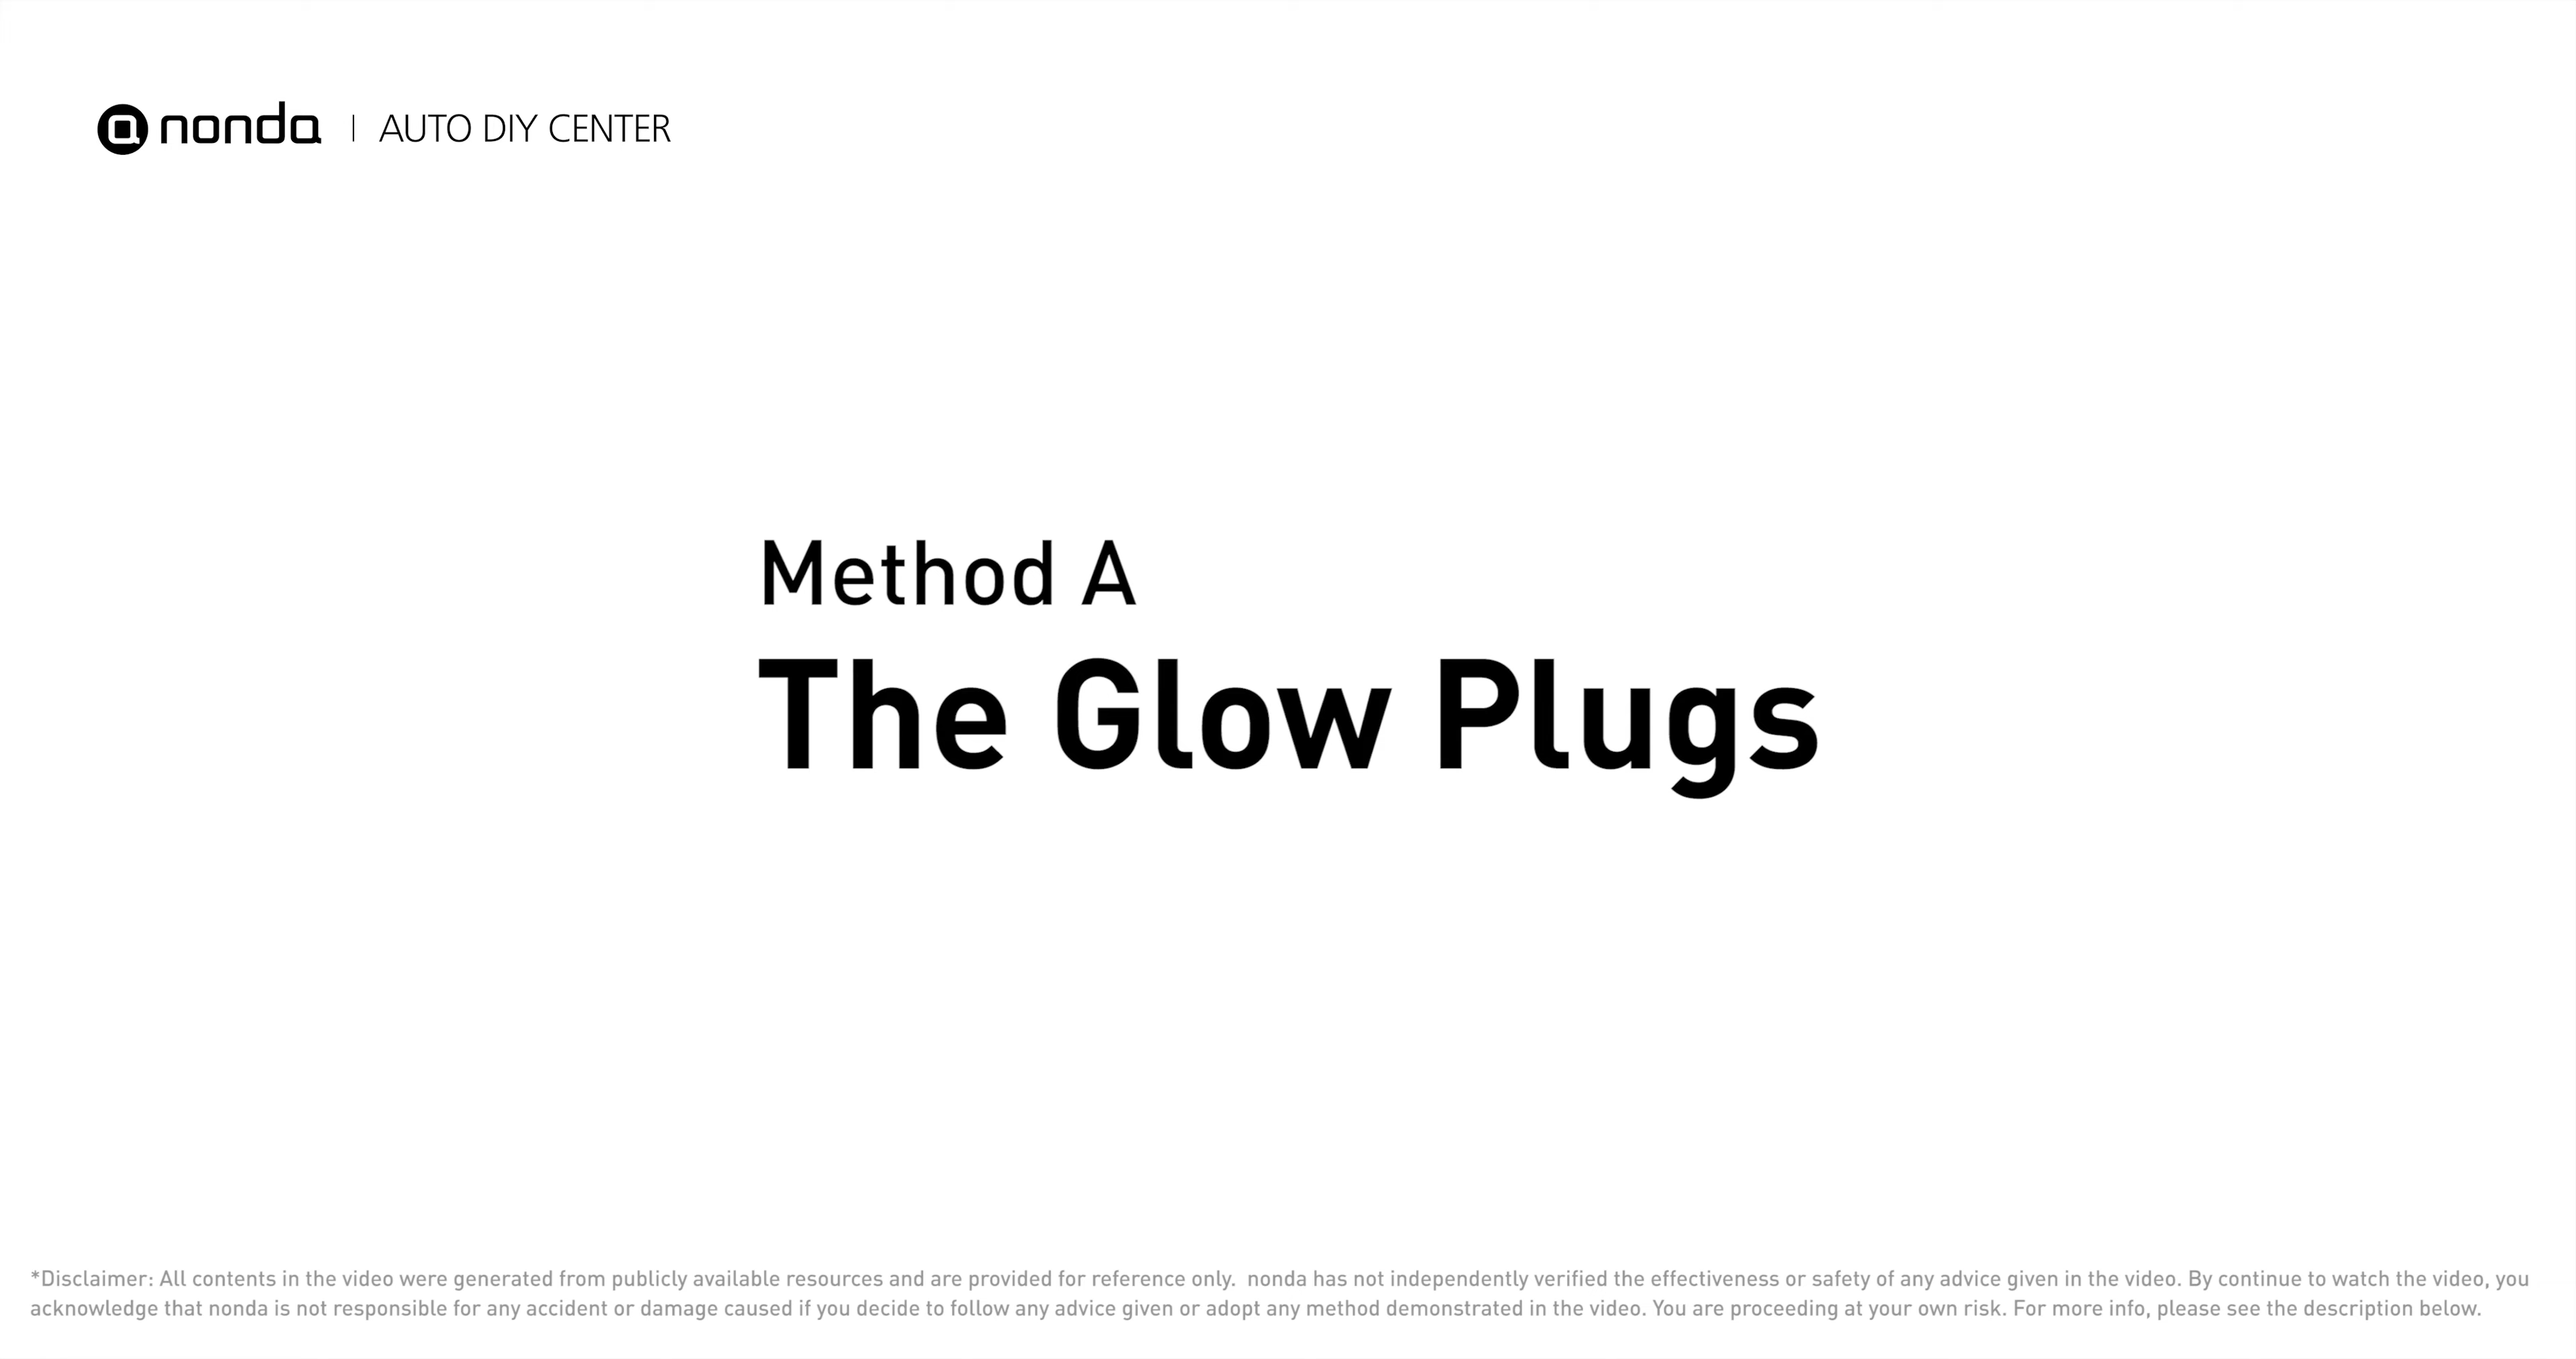 nonda | AUTO DIY CENTER
Method A
The Glow Plugs
*Disclaimer: All contents in the video were generated from publicly available resources and are provided for reference only.  nonda has not independently verified the effectiveness or safety of any advice given in the video. By continue to watch the video, you
acknowledge that nonda is not responsible for any accident or damage caused if you decide to follow any advice given or adopt any method demonstrated in the video. You are proceeding at your own risk. For more info, please see the description below.